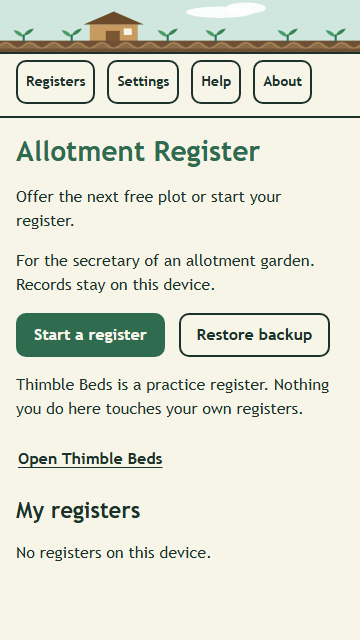 Registers
Settings
Help
About
Allotment Register
Offer the next free plot or start your
register.
For the secretary of an allotment garden.
Records stay on this device.
Start a register
Restore backup
Thimble Beds is a practice register. Nothing
you do here touches your own registers.
Open Thimble Beds
My registers
No registers on this device.